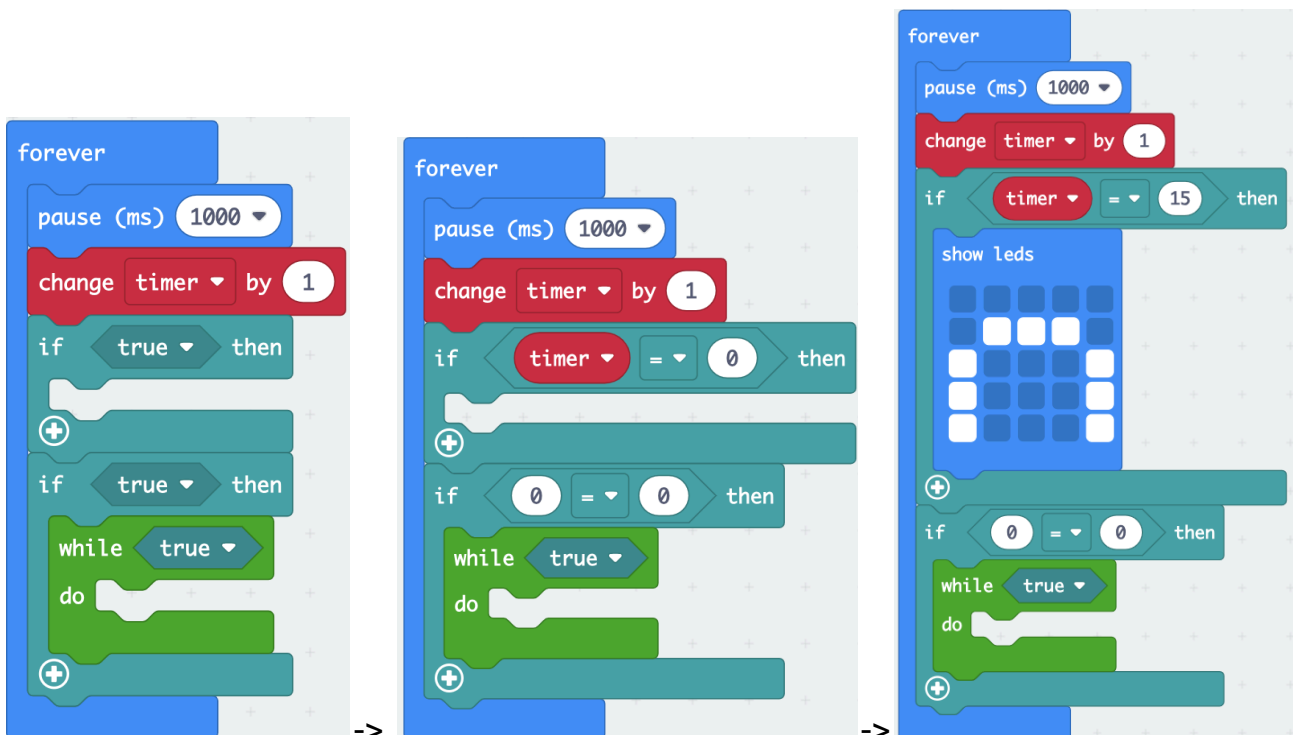 forever
pause (ms) 1000
change timer by 1
if true then
if true then
while true
do
->
forever
pause (ms) 1000
change timer by 1
if timer = 0 then
if 0 = 0 then
while true
do
->
forever
pause (ms) 1000
change timer by 1
if timer = 15 then
show leds
if 0 = 0 then
while true
do